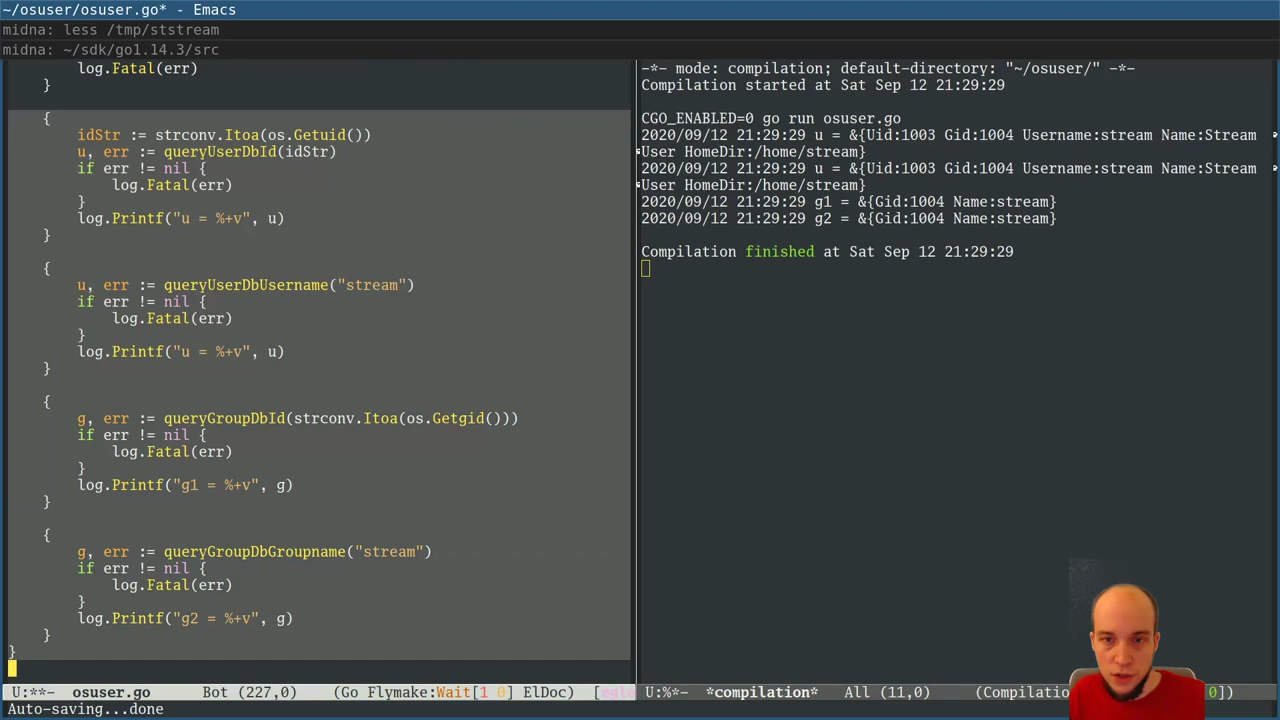 ~/osuser/osuser.go* - Emacs
midna: less /tmp/ststream
midna: ~/sdk/go1.14.3/src
log.Fatal(err)
}
{
idStr := strconv.Itoa(os.Getuid())
u, err := queryUserDbId(idStr)
if err != nil {
log.Fatal(err)
}
log.Printf("u = %+v", u)
}
{
u, err := queryUserDbUsername("stream")
if err != nil {
log.Fatal(err)
}
log.Printf("u = %+v", u)
}
{
g, err := queryGroupDbId(strconv.Itoa(os.Getgid()))
if err != nil {
log.Fatal(err)
}
log.Printf("g1 = %+v", g)
}
{
g, err := queryGroupDbGroupname("stream")
if err != nil {
log.Fatal(err)
}
log.Printf("g2 = %+v", g)
}
}
U:**- osuser.go Bot (227,0) (Go Flymake:Wait[1 0] ElDoc) [egla
-*- mode: compilation; default-directory: "~/osuser/" -*-
Compilation started at Sat Sep 12 21:29:29
CGO_ENABLED=0 go run osuser.go
2020/09/12 21:29:29 u = &{Uid:1003 Gid:1004 Username:stream Name:Stream
User HomeDir:/home/stream}
2020/09/12 21:29:29 u = &{Uid:1003 Gid:1004 Username:stream Name:Stream
User HomeDir:/home/stream}
2020/09/12 21:29:29 g1 = &{Gid:1004 Name:stream}
2020/09/12 21:29:29 g2 = &{Gid:1004 Name:stream}
Compilation finished at Sat Sep 12 21:29:29
U:%*- *compilation* All (11,0) (Compilatio 0])
Auto-saving...done